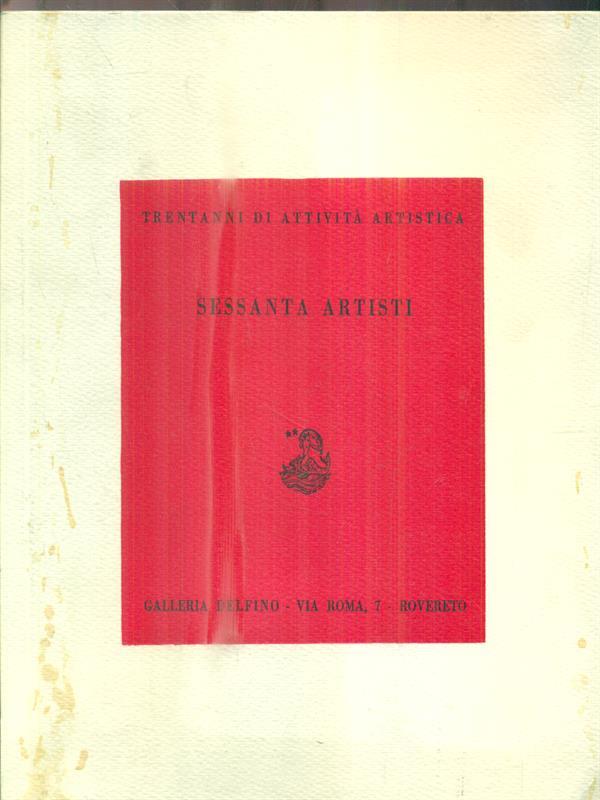 TRENTANNI DI ATTIVITÀ ARTISTICA
SESSANTA ARTISTI
GALLERIA DELFINO - VIA ROMA, 7 - ROVERETO